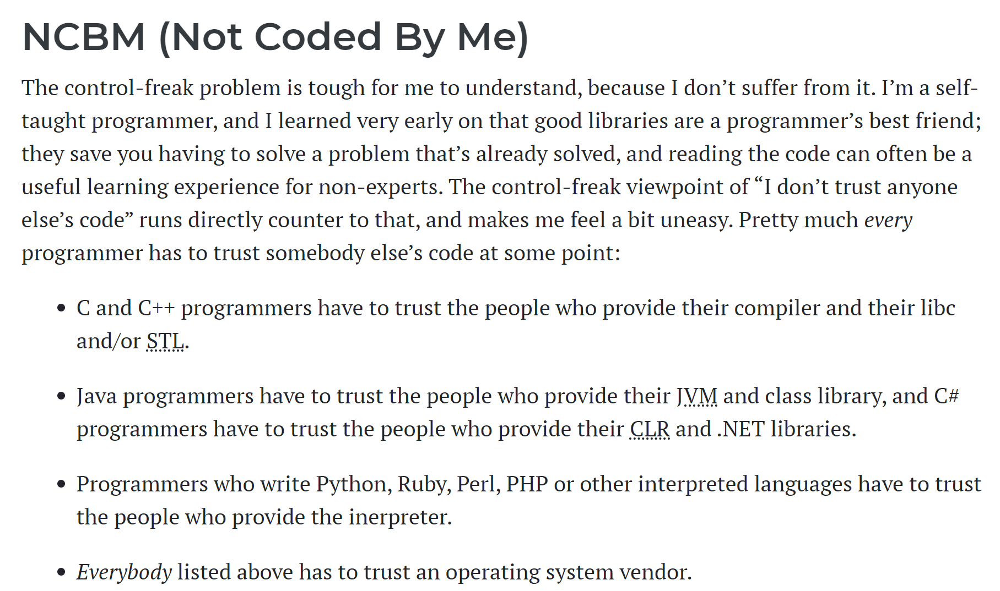 NCBM (Not Coded By Me)
The control-freak problem is tough for me to understand, because I don’t suffer from it. I’m a self-
taught programmer, and I learned very early on that good libraries are a programmer’s best friend;
they save you having to solve a problem that’s already solved, and reading the code can often be a
useful learning experience for non-experts. The control-freak viewpoint of “I don’t trust anyone
else’s code” runs directly counter to that, and makes me feel a bit uneasy. Pretty much every
programmer has to trust somebody else’s code at some point:
• C and C++ programmers have to trust the people who provide their compiler and their libc
and/or STL.
• Java programmers have to trust the people who provide their JVM and class library, and C#
programmers have to trust the people who provide their CLR and .NET libraries.
• Programmers who write Python, Ruby, Perl, PHP or other interpreted languages have to trust
the people who provide the inerpreter.
• Everybody listed above has to trust an operating system vendor.